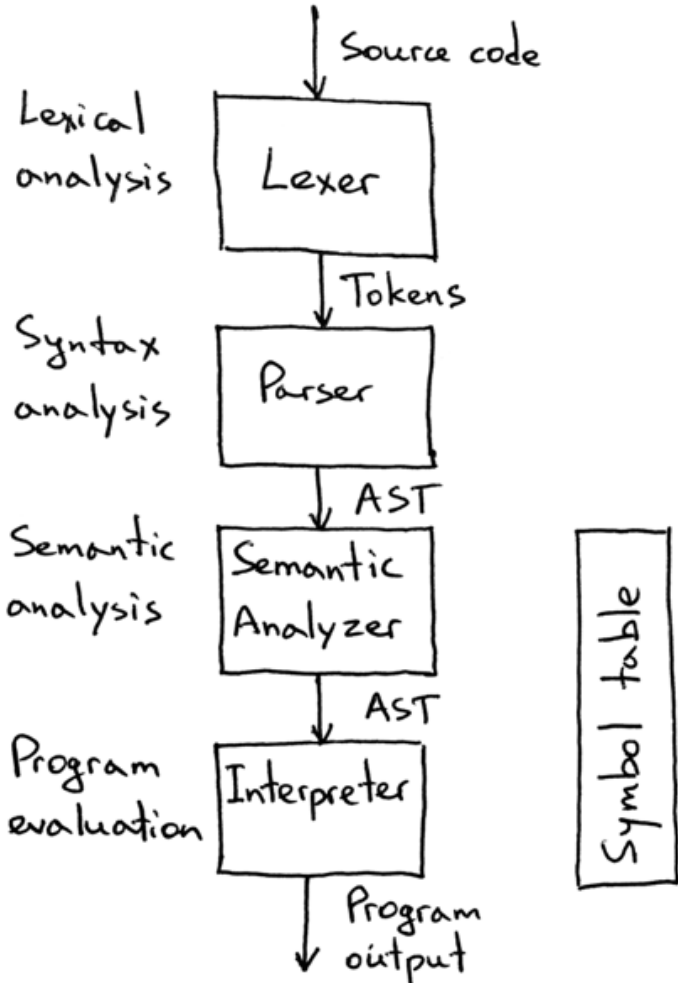 Source code
Lexical
analysis
Lexer
Tokens
Syntax
analysis
Parser
AST
Semantic
analysis
Semantic
Analyzer
AST
Program
evaluation
Interpreter
Symbol table
Program
output